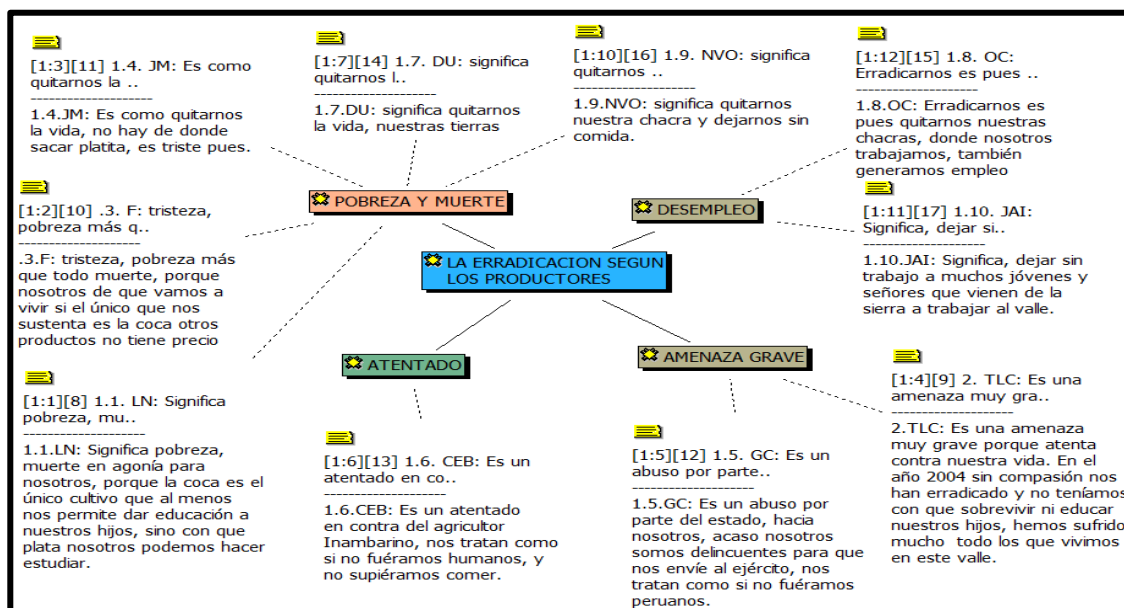 [1:3][11] 1.4. JM: Es como
quitarnos la ..
--------------------
1.4.JM: Es como quitarnos
la vida, no hay de donde
sacar platita, es triste pues.
[1:7][14] 1.7. DU: significa
quitarnos l..
--------------------
1.7.DU: significa quitarnos
la vida, nuestras tierras
[1:10][16] 1.9. NVO: significa
quitarnos ..
--------------------
1.9.NVO: significa quitarnos
nuestra chacra y dejarnos sin
comida.
[1:12][15] 1.8. OC:
Erradicarnos es pues ..
--------------------
1.8.OC: Erradicarnos es
pues quitarnos nuestras
chacras, donde nosotros
trabajamos, también
generamos empleo
[1:2][10] .3. F: tristeza,
pobreza más q..
--------------------
.3.F: tristeza, pobreza más
que todo muerte, porque
nosotros de que vamos a
vivir si el único que nos
sustenta es la coca otros
productos no tiene precio
POBREZA Y MUERTE
DESEMPLEO
[1:11][17] 1.10. JAI:
Significa, dejar si..
--------------------
1.10.JAI: Significa, dejar sin
trabajo a muchos jóvenes y
señores que vienen de la
sierra a trabajar al valle.
LA ERRADICACION SEGUN
LOS PRODUCTORES
ATENTADO
AMENAZA GRAVE
[1:1][8] 1.1. LN: Significa
pobreza, mu..
--------------------
1.1.LN: Significa pobreza,
muerte en agonía para
nosotros, porque la coca es el
único cultivo que al menos
nos permite dar educación a
nuestros hijos, sino con que
plata nosotros podemos hacer
estudiar.
[1:6][13] 1.6. CEB: Es un
atentado en co..
--------------------
1.6.CEB: Es un atentado
en contra del agricultor
Inambarino, nos tratan como
si no fuéramos humanos, y
no supiéramos comer.
[1:5][12] 1.5. GC: Es un
abuso por parte..
--------------------
1.5.GC: Es un abuso por
parte del estado, hacia
nosotros, acaso nosotros
somos delincuentes para que
nos envíe al ejército, nos
tratan como si no fuéramos
peruanos.
[1:4][9] 2. TLC: Es una
amenaza muy gra..
--------------------
2.TLC: Es una amenaza
muy grave porque atenta
contra nuestra vida. En el
año 2004 sin compasión nos
han erradicado y no teníamos
con que sobrevivir ni educar
nuestros hijos, hemos sufrido
mucho todo los que vivimos
en este valle.